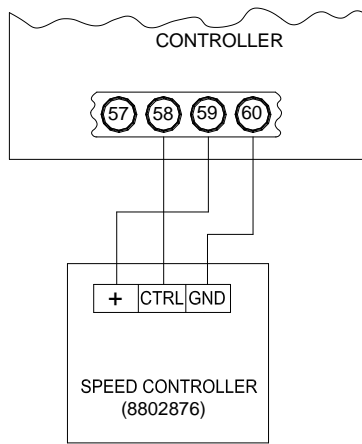 CONTROLLER
57 58 59 60
+ CTRL GND
SPEED CONTROLLER
(8802876)